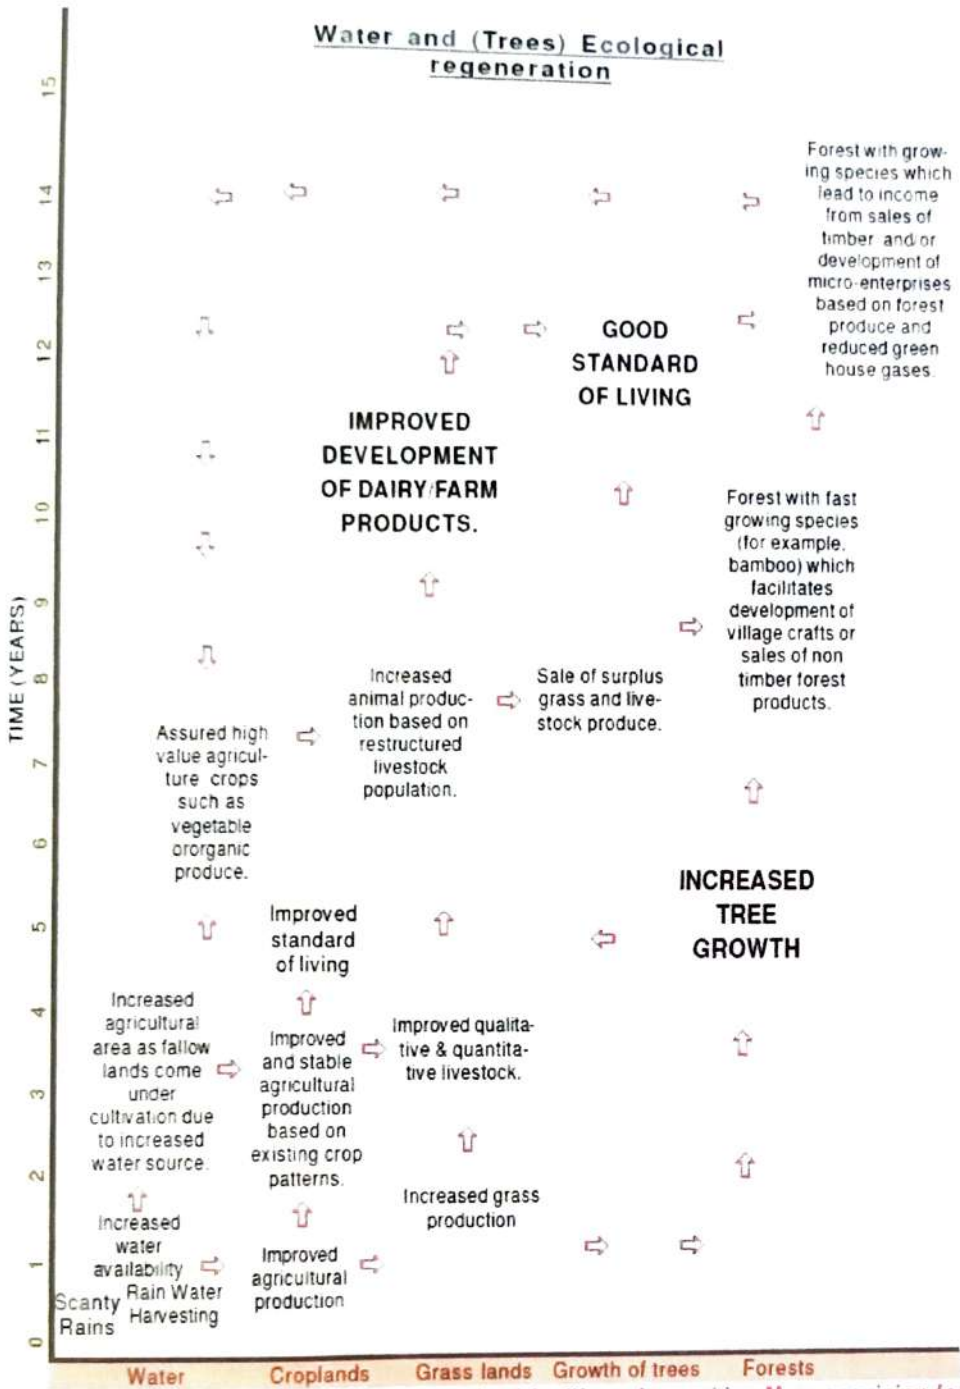 Water and (Trees) Ecological
regeneration
TIME (YEARS)
15
14
13
12
11
10
9
8
7
6
5
4
3
2
1
0
Forest with grow-
ing species which
lead to income
from sales of
timber and/or
development of
micro-enterprises
based on forest
produce and
reduced green
house gases.
GOOD
STANDARD
OF LIVING
IMPROVED
DEVELOPMENT
OF DAIRY/FARM
PRODUCTS.
Forest with fast
growing species
(for example,
bamboo) which
facilitates
development of
village crafts or
sales of non
timber forest
products.
Assured high
value agricul-
ture crops
such as
vegetable
ororganic
produce.
Increased
animal produc-
tion based on
restructured
livestock
population.
Sale of surplus
grass and live-
stock produce.
INCREASED
TREE
GROWTH
Improved
standard
of living
Increased
agricultural
area as fallow
lands come
under
cultivation due
to increased
water source.
Improved
and stable
agricultural
production
based on
existing crop
patterns.
Improved qualita-
tive & quantita-
tive livestock.
Increased grass
production
Increased
water
availability
Improved
agricultural
production
Scanty
Rains
Rain Water
Harvesting
Water
Croplands
Grass lands
Growth of trees
Forests